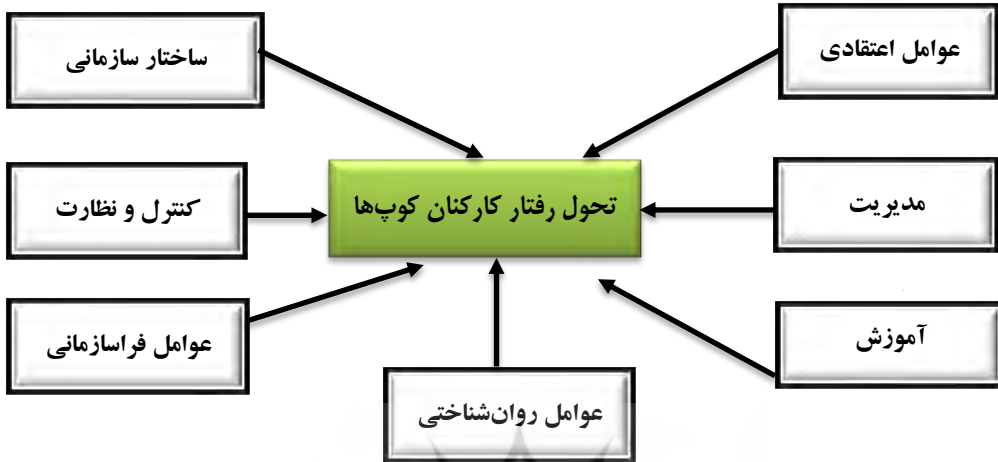 عوامل اعتقادی
ساختار سازمانی
تحول رفتار کارکنان کوپ‌ها
مدیریت
کنترل و نظارت
آموزش
عوامل فراسازمانی
عوامل روان‌شناختی